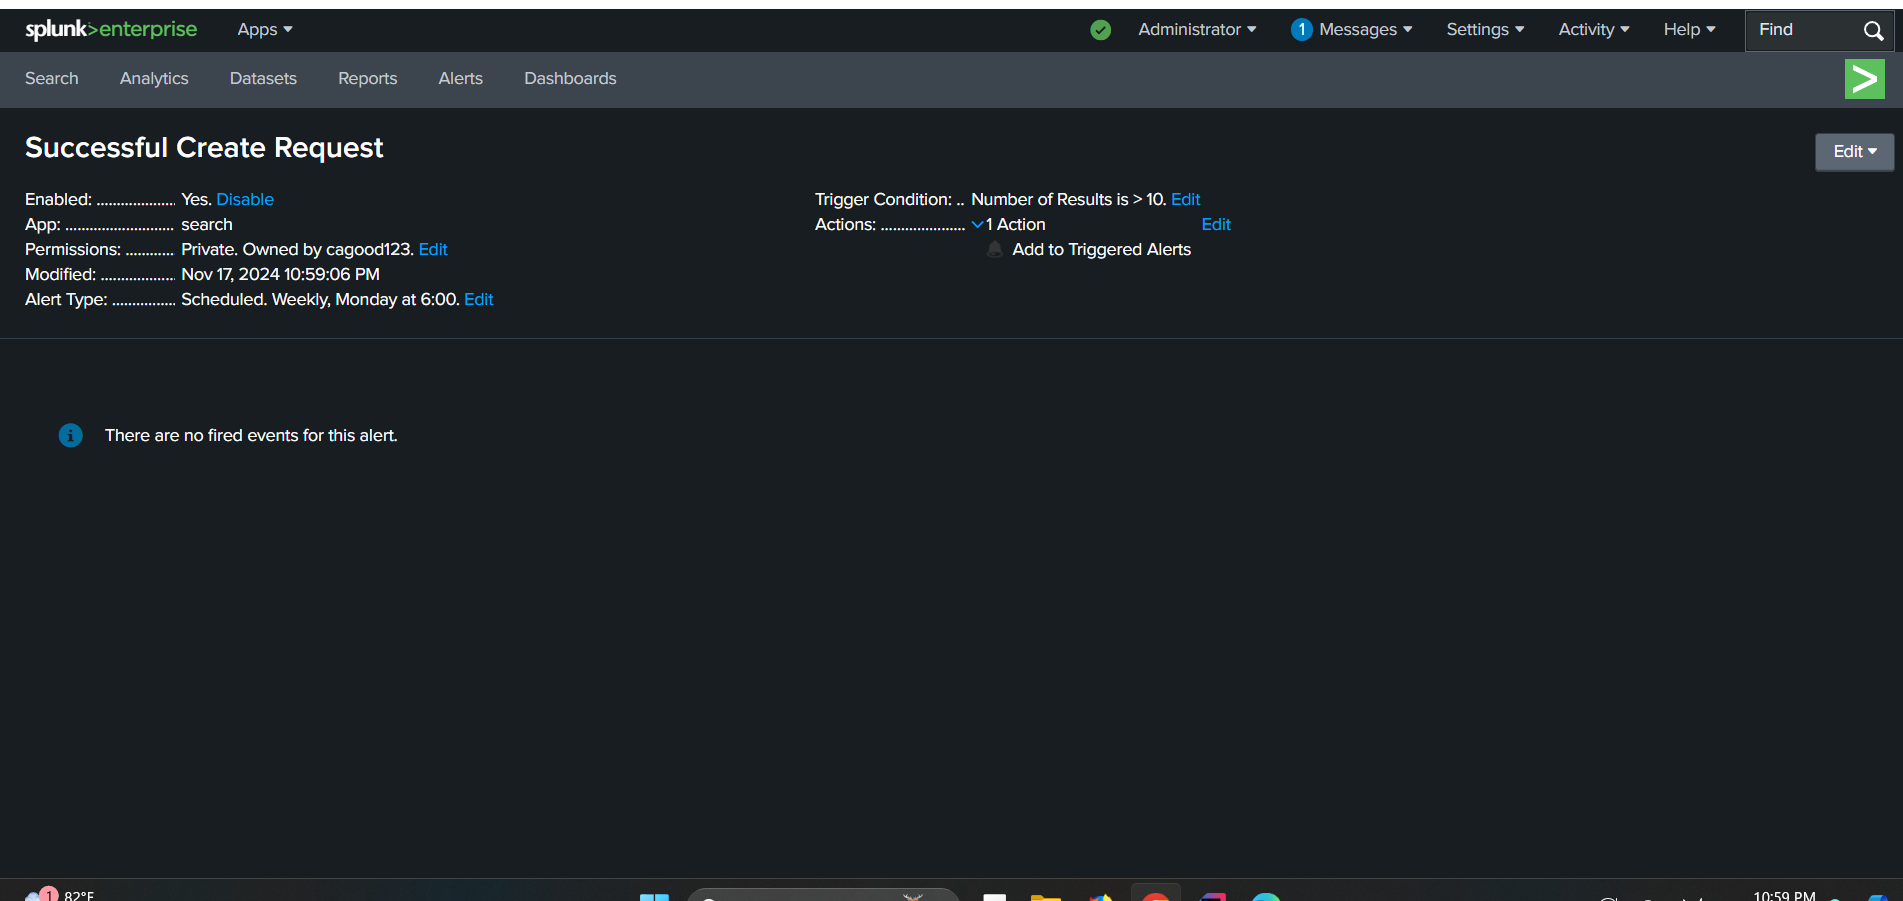 splunk>enterprise Apps Administrator 1 Messages Settings Activity Help Find
Search Analytics Datasets Reports Alerts Dashboards >
Successful Create Request
Edit
Enabled: ................... Yes. Disable
App: ........................... search
Permissions: ............ Private. Owned by cagood123. Edit
Modified: .................. Nov 17, 2024 10:59:06 PM
Alert Type: ................ Scheduled. Weekly, Monday at 6:00. Edit
Trigger Condition: .. Number of Results is > 10. Edit
Actions: ..................... 1 Action Edit
Add to Triggered Alerts
i There are no fired events for this alert.
1 82°F 10:59 PM